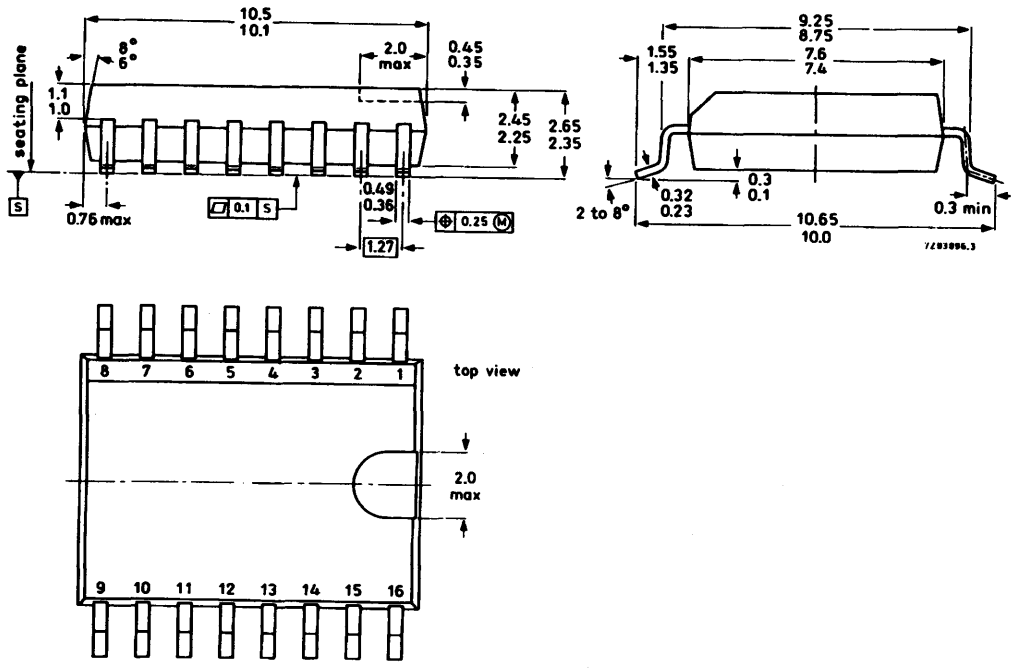 10.5
10.1
8°
6°
2.0
max
0.45
0.35
seating plane
1.1
1.0
2.45
2.25
2.65
2.35
S
0.76 max
0.1 S
0.49
0.36
0.25 M
1.27
9.25
8.75
1.55
1.35
7.6
7.4
2 to 8°
0.32
0.23
0.3
0.1
0.3 min
10.65
10.0
7Z83896.3
8 7 6 5 4 3 2 1
top view
2.0
max
9 10 11 12 13 14 15 16